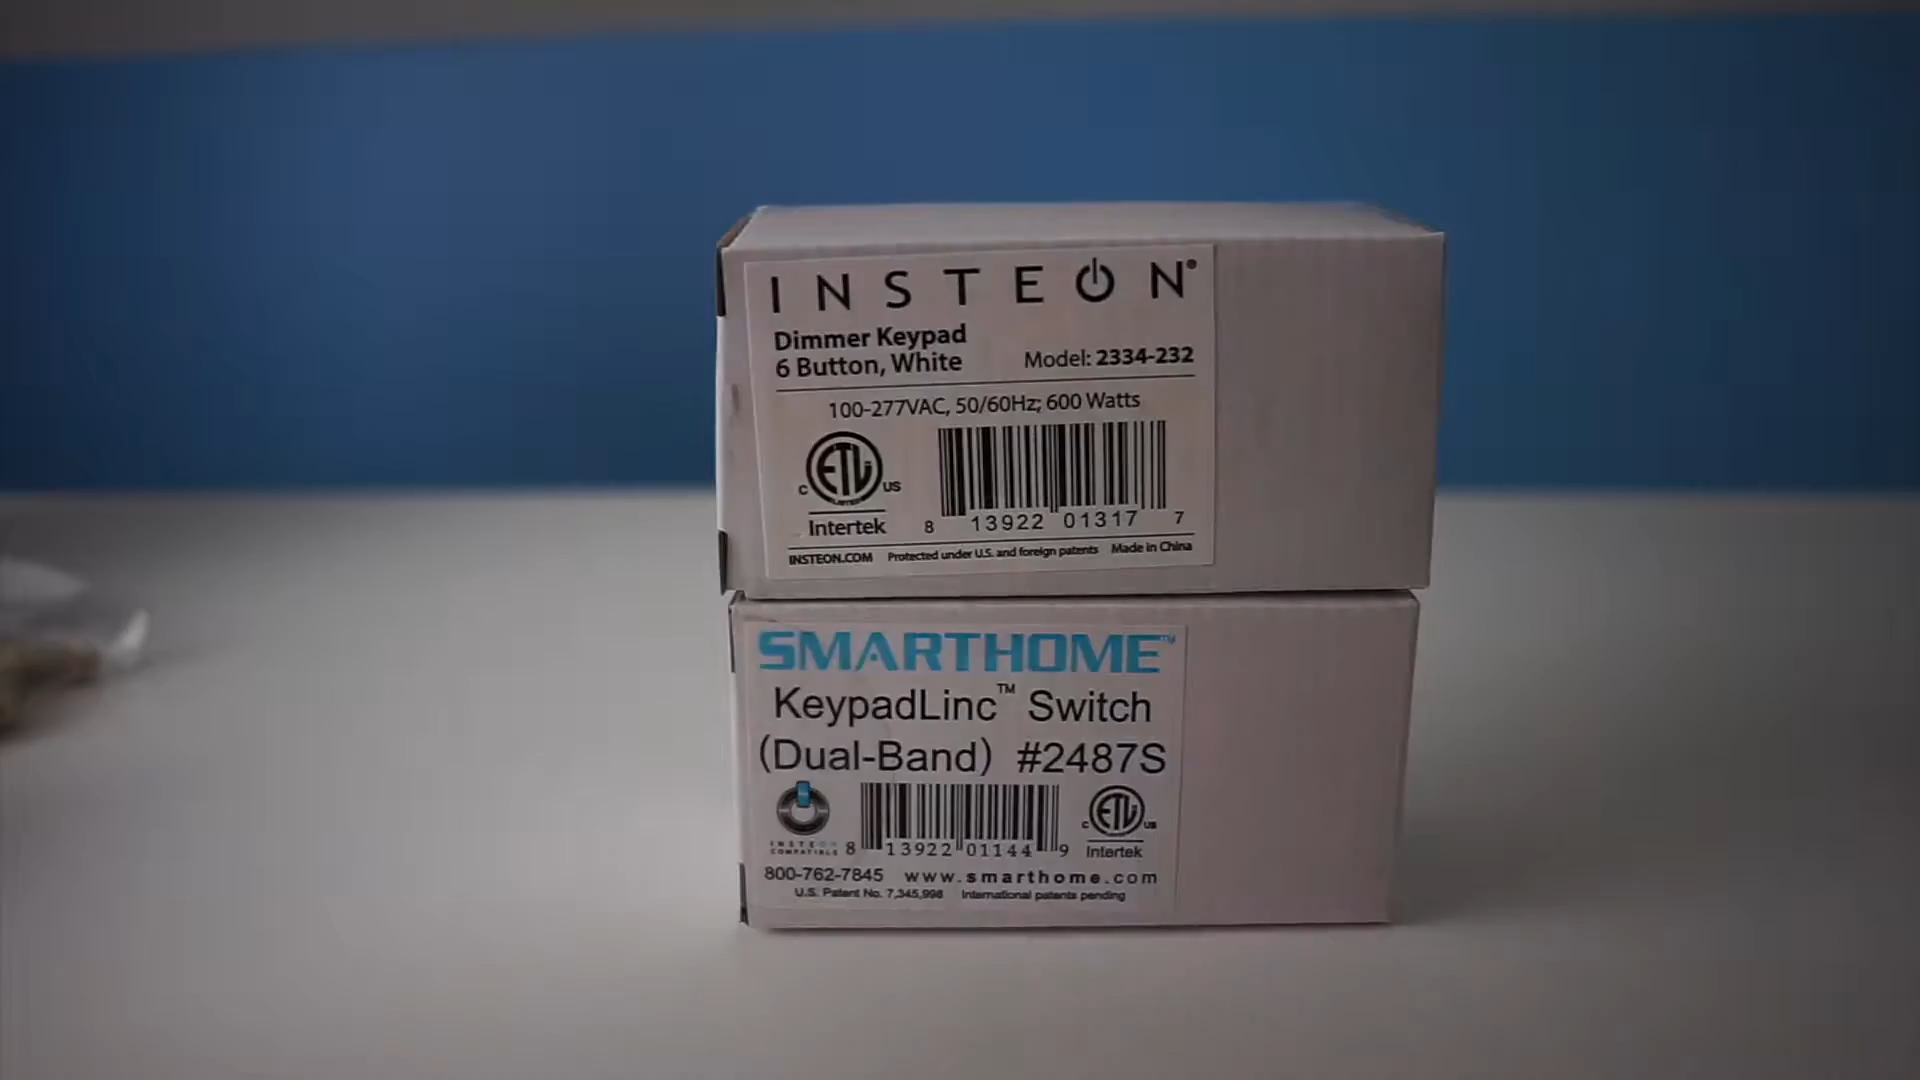 INSTEON®
Dimmer Keypad
6 Button, White Model: 2334-232
100-277VAC, 50/60Hz; 600 Watts
ETL
C US
Intertek
8 13922 01317 7
INSTEON.COM Protected under U.S. and foreign patents Made in China
SMARTHOME™
KeypadLinc™ Switch
(Dual-Band) #2487S
INSTEON
COMPATIBLE
8 13922 01144 9
ETL
C US
Intertek
800-762-7845 www.smarthome.com
U.S. Patent No. 7,345,998 International patents pending